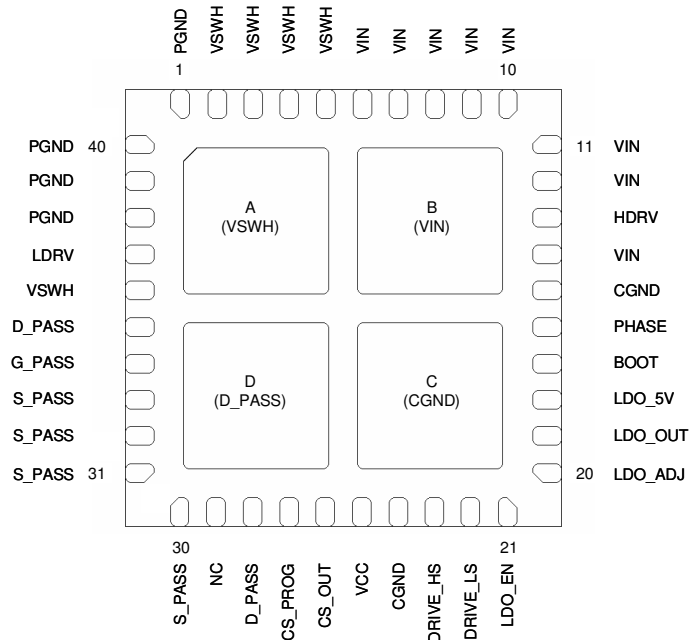 PGND VSWH VSWH VSWH VSWH VIN VIN VIN VIN VIN
1 10
PGND 40 11 VIN
PGND VIN
PGND HDRV
LDRV VIN
VSWH CGND
D_PASS PHASE
G_PASS BOOT
S_PASS LDO_5V
S_PASS LDO_OUT
S_PASS 31 20 LDO_ADJ
A
(VSWH)
B
(VIN)
D
(D_PASS)
C
(CGND)
30 21
S_PASS NC D_PASS CS_PROG CS_OUT VCC CGND DRIVE_HS DRIVE_LS LDO_EN